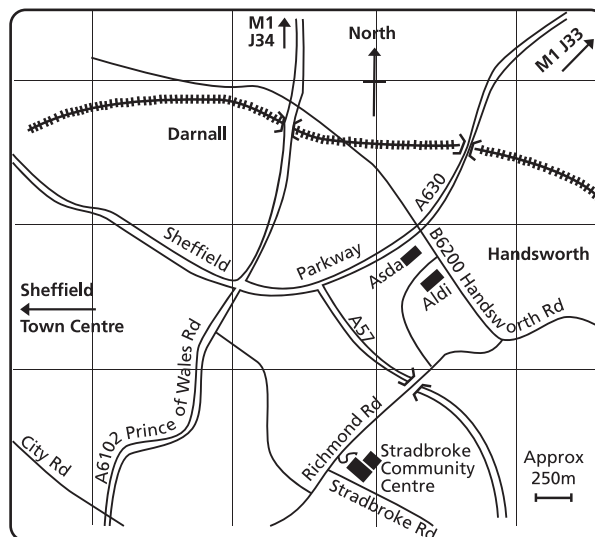 M1
J34
North
M1 J33
Darnall
A630
Sheffield
Parkway
B6200 Handsworth Rd
Handsworth
Asda
Aldi
Sheffield
Town Centre
A57
A6102 Prince of Wales Rd
City Rd
Richmond Rd
Stradbroke
Community
Centre
Stradbroke Rd
Approx
250m